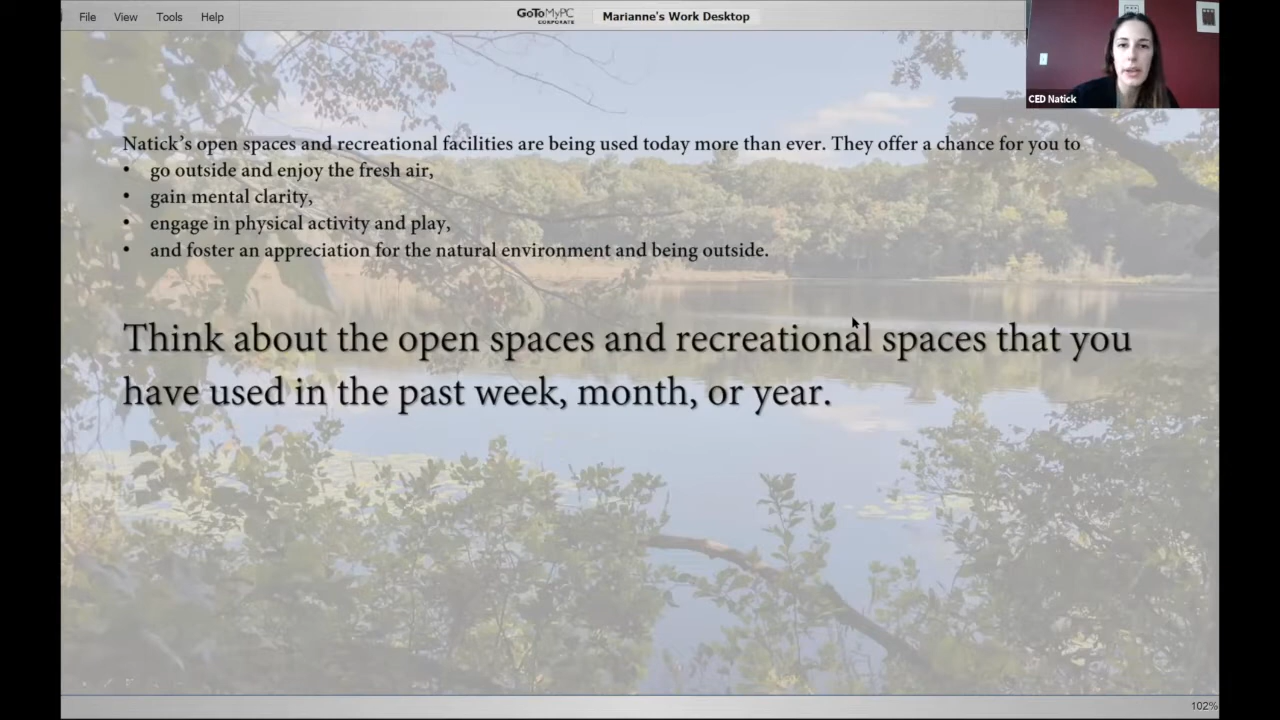 File View Tools Help
GoToMyPC
CORPORATE
Marianne's Work Desktop
CED Natick
Natick's open spaces and recreational facilities are being used today more than ever. They offer a chance for you to
• go outside and enjoy the fresh air,
• gain mental clarity,
• engage in physical activity and play,
• and foster an appreciation for the natural environment and being outside.
Think about the open spaces and recreational spaces that you
have used in the past week, month, or year.
102%